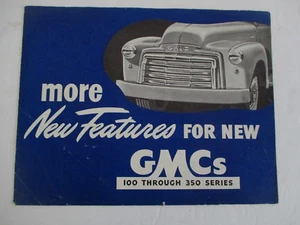 more
New Features FOR NEW
GMCs
100 THROUGH 350 SERIES